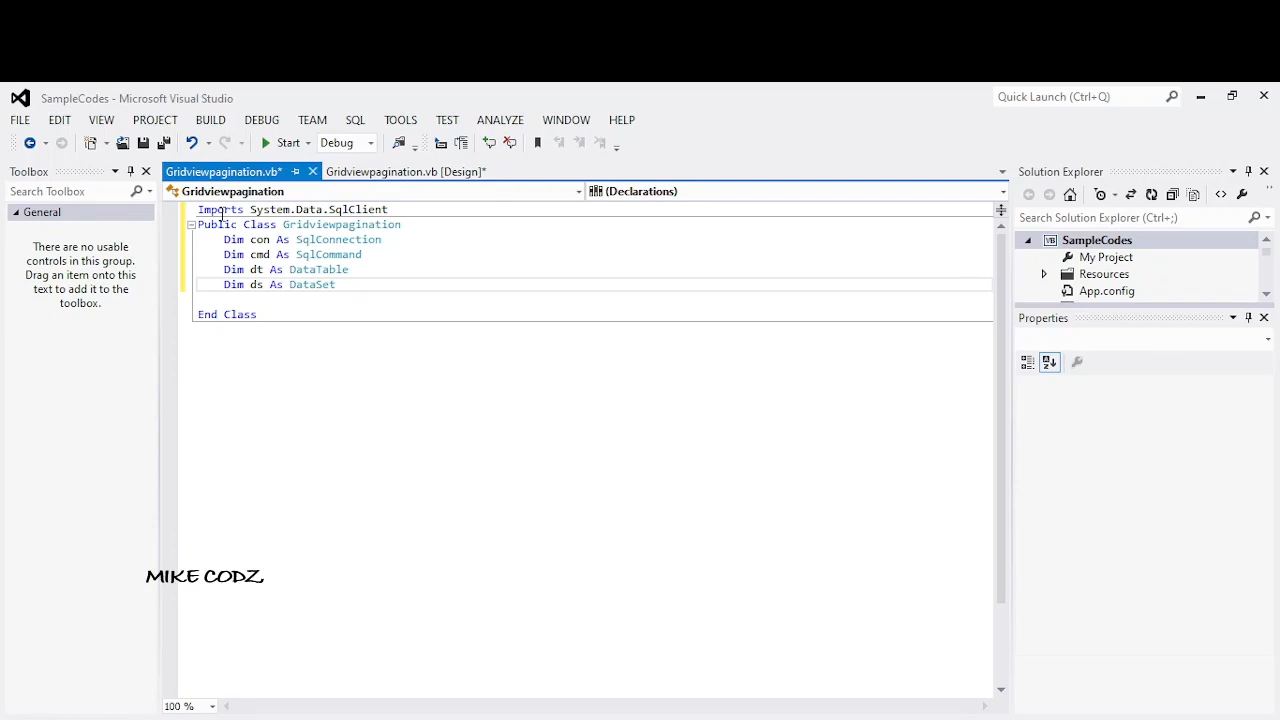 SampleCodes - Microsoft Visual Studio
Quick Launch (Ctrl+Q)
FILE EDIT VIEW PROJECT BUILD DEBUG TEAM SQL TOOLS TEST ANALYZE WINDOW HELP
Start Debug
Toolbox
Search Toolbox
General
There are no usable
controls in this group.
Drag an item onto this
text to add it to the
toolbox.
Gridviewpagination.vb* Gridviewpagination.vb [Design]*
Gridviewpagination (Declarations)
Imports System.Data.SqlClient
Public Class Gridviewpagination
Dim con As SqlConnection
Dim cmd As SqlCommand
Dim dt As DataTable
Dim ds As DataSet
End Class
MIKE CODZ,
100 %
Solution Explorer
Search Solution Explorer (Ctrl+;)
VB SampleCodes
My Project
Resources
App.config
Properties